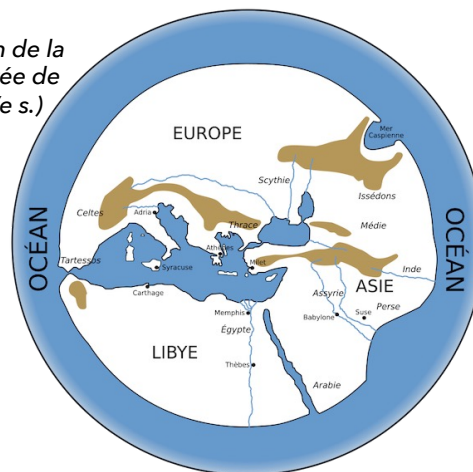 n de la
ée de
e s.)
EUROPE
Mer
Caspienne
Scythie
Issédons
Celtes
Adria
Thrace
Médie
OCÉAN
OCÉAN
Athènes
Tartessos
Syracuse
Milet
Inde
Carthage
Assyrie
ASIE
Suse
Perse
Memphis
Babylone
Égypte
LIBYE
Thèbes
Arabie